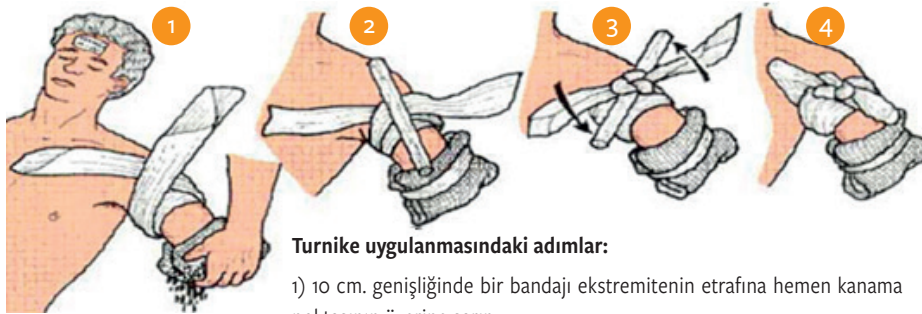 1
2
3
4
Turnike uygulanmasındaki adımlar:
1) 10 cm. genişliğinde bir bandajı ekstremitenin etrafına hemen kanama